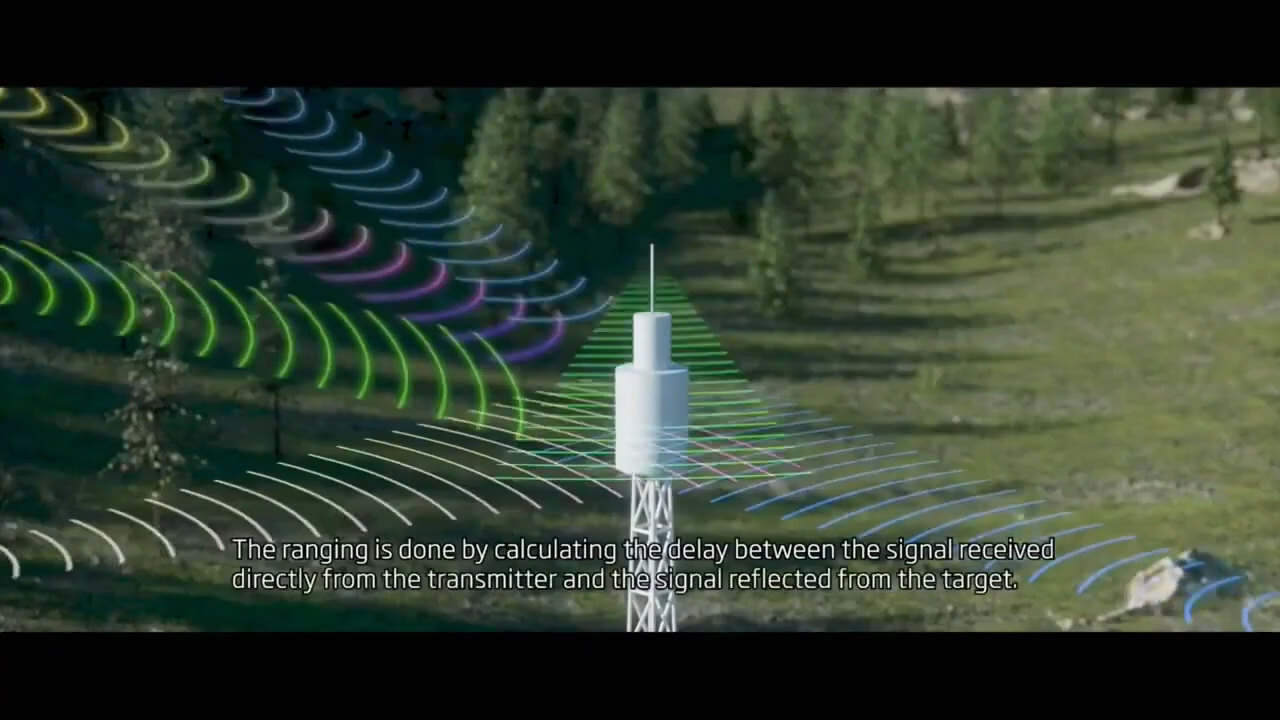 The ranging is done by calculating the delay between the signal received
directly from the transmitter and the signal reflected from the target.